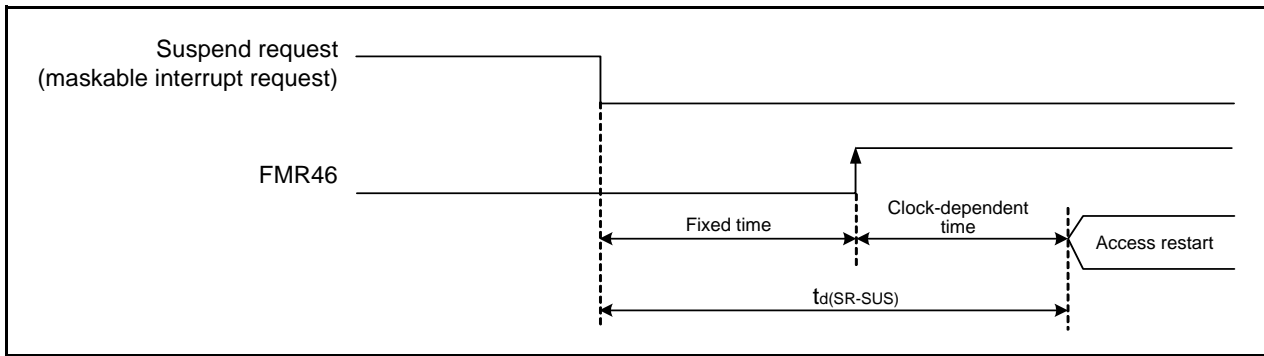 Suspend request
(maskable interrupt request)
FMR46
Fixed time
Clock-dependent
time
Access restart
td(SR-SUS)